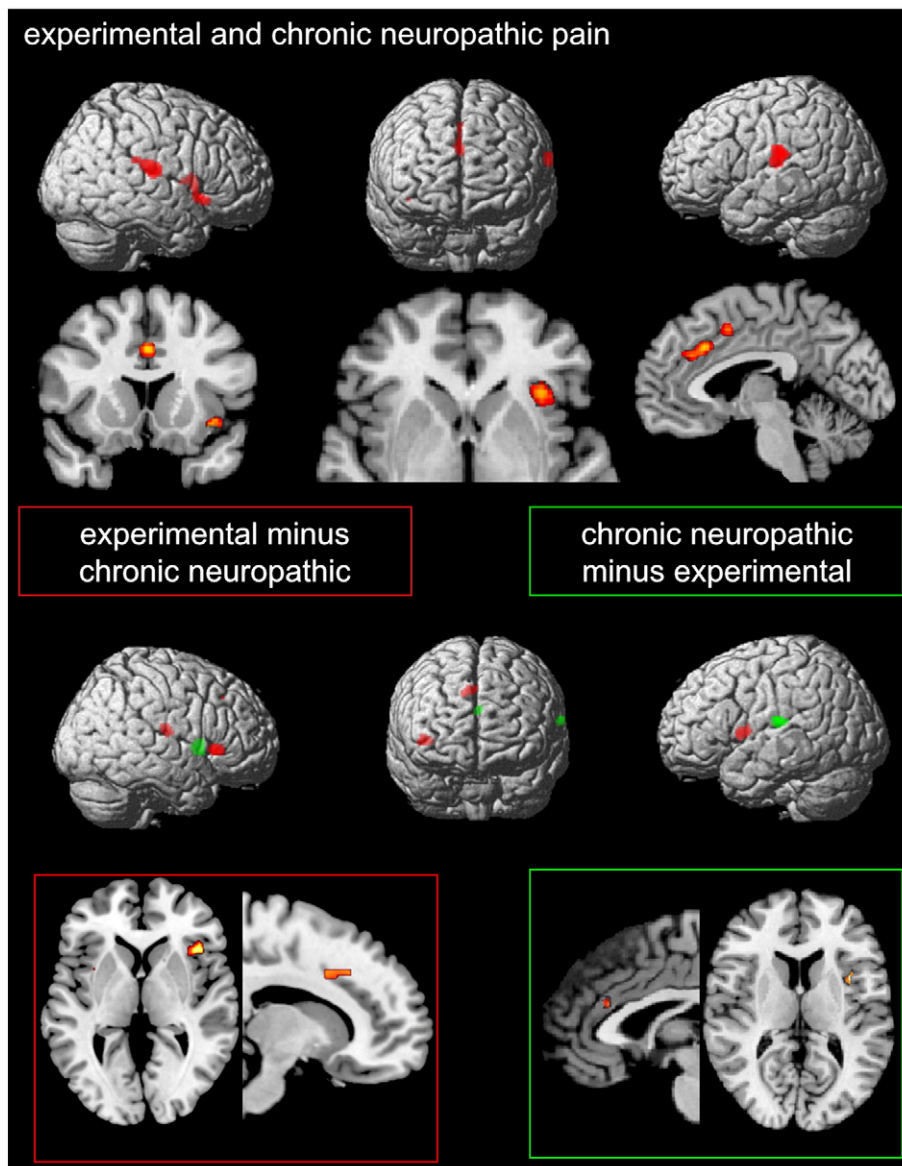 experimental and chronic neuropathic pain
experimental minus
chronic neuropathic
chronic neuropathic
minus experimental